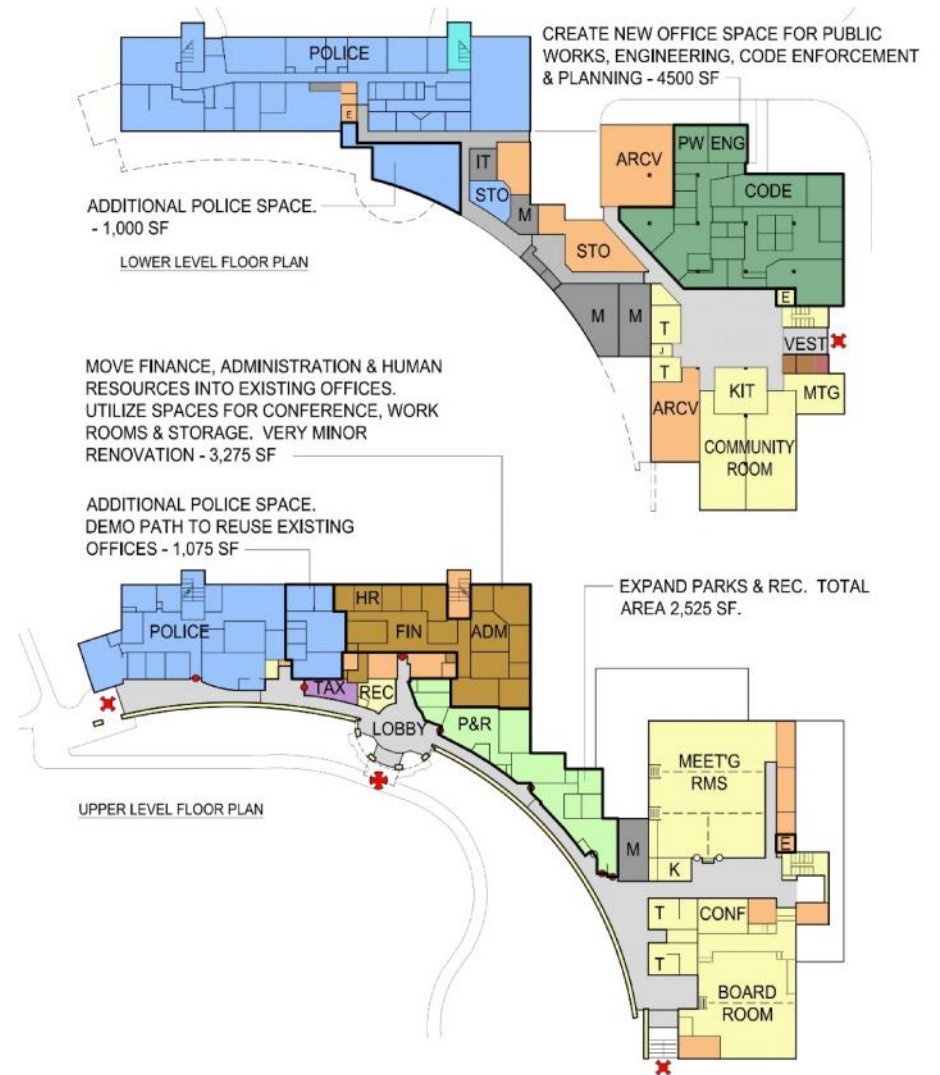 POLICE
CREATE NEW OFFICE SPACE FOR PUBLIC
WORKS, ENGINEERING, CODE ENFORCEMENT
& PLANNING - 4500 SF
E
ARCV
PW ENG
CODE
IT
STO
M
STO
ADDITIONAL POLICE SPACE.
- 1,000 SF
LOWER LEVEL FLOOR PLAN
M M
E
T
VEST
J
T
KIT
MTG
ARCV
COMMUNITY
ROOM
MOVE FINANCE, ADMINISTRATION & HUMAN
RESOURCES INTO EXISTING OFFICES.
UTILIZE SPACES FOR CONFERENCE, WORK
ROOMS & STORAGE. VERY MINOR
RENOVATION - 3,275 SF
ADDITIONAL POLICE SPACE.
DEMO PATH TO REUSE EXISTING
OFFICES - 1,075 SF
EXPAND PARKS & REC. TOTAL
AREA 2,525 SF.
HR
POLICE
FIN
ADM
TAX
REC
LOBBY
P&R
MEET'G
RMS
UPPER LEVEL FLOOR PLAN
M
E
K
T
CONF
T
BOARD
ROOM